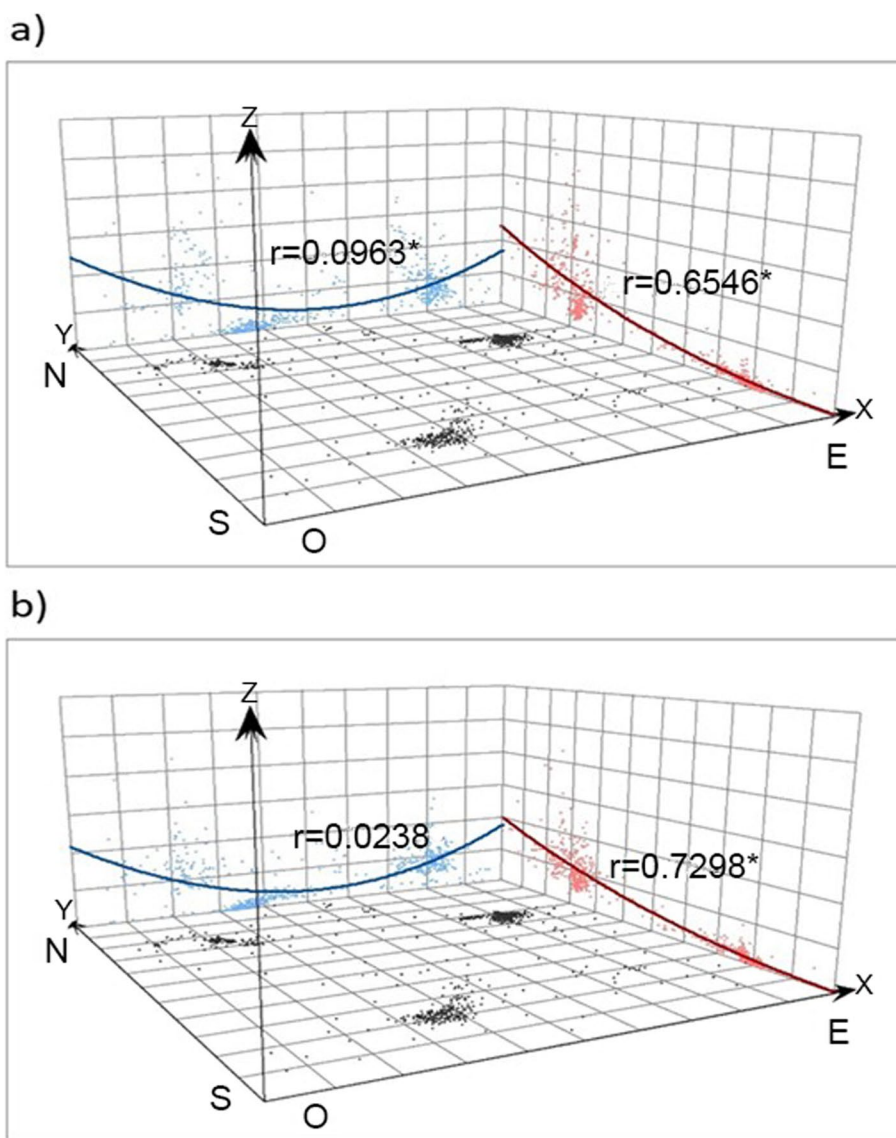 a)
Z
r=0.0963*
r=0.6546*
Y
N
X
E
S
O
b)
Z
r=0.0238
r=0.7298*
Y
N
X
E
S
O